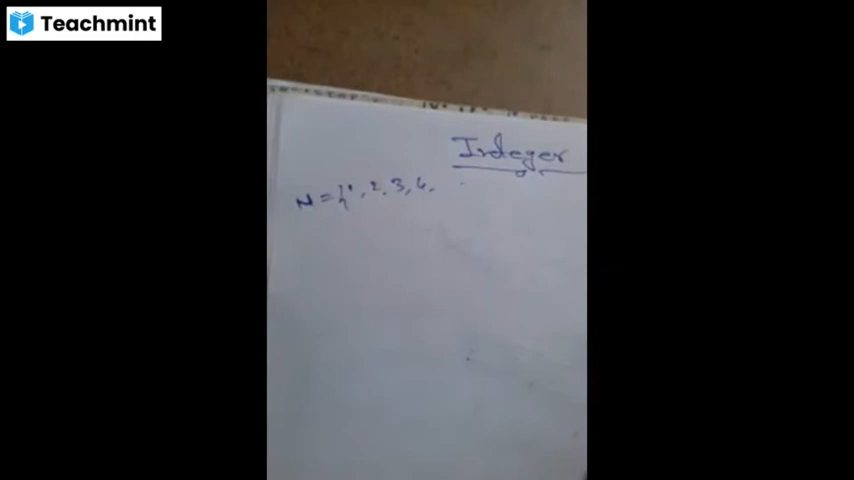 Teachmint
Integer
N = {1, 2, 3, 4,